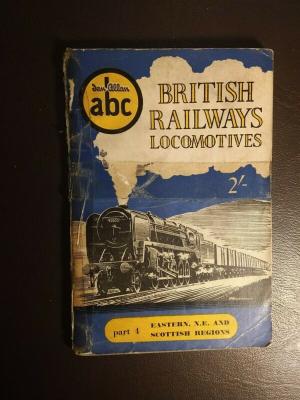 Ian Allan
abc
BRITISH
RAILWAYS
LOCOMOTIVES
2/-
part 4
EASTERN, N.E. AND
SCOTTISH REGIONS